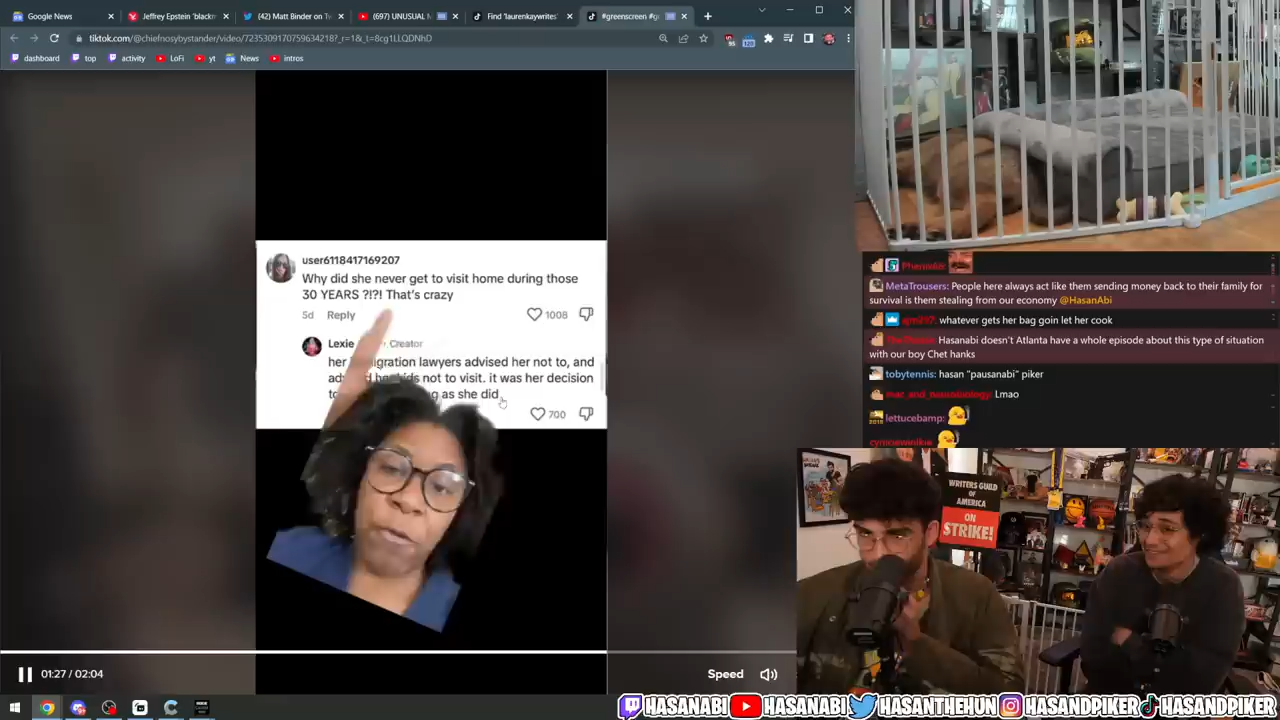 Google News
Jeffrey Epstein 'blackm
(42) Matt Binder on Tw
(697) UNUSUAL M
Find 'laurenkaywrites'
#greenscreen #g
tiktok.com/@chiefnosybystander/video/7235309170759634218?_r=1&_t=8cg1LLQDNhD
dashboard
top
activity
LoFi
yt
News
intros
user6118417169207
Why did she never get to visit home during those
30 YEARS ?!?! That's crazy
5d Reply
1008
Lexie Creator
her lawyers advised her not to, and
kids not to visit. it was her decision
as she did
700
01:27 / 02:04
Speed
MetaTrousers: People here always act like them sending money back to their family for
survival is them stealing from our economy @HasanAbi
whatever gets her bag goin let her cook
Hasanabi doesn't Atlanta have a whole episode about this type of situation
with our boy Chet hanks
tobytennis: hasan "pausanabi" piker
Lmao
lettucebamp:
WRITERS GUILD
OF
AMERICA
ON
STRIKE!
HASANABI HASANABI HASANTHEHUN HASANDPIKER HASANDPIKER